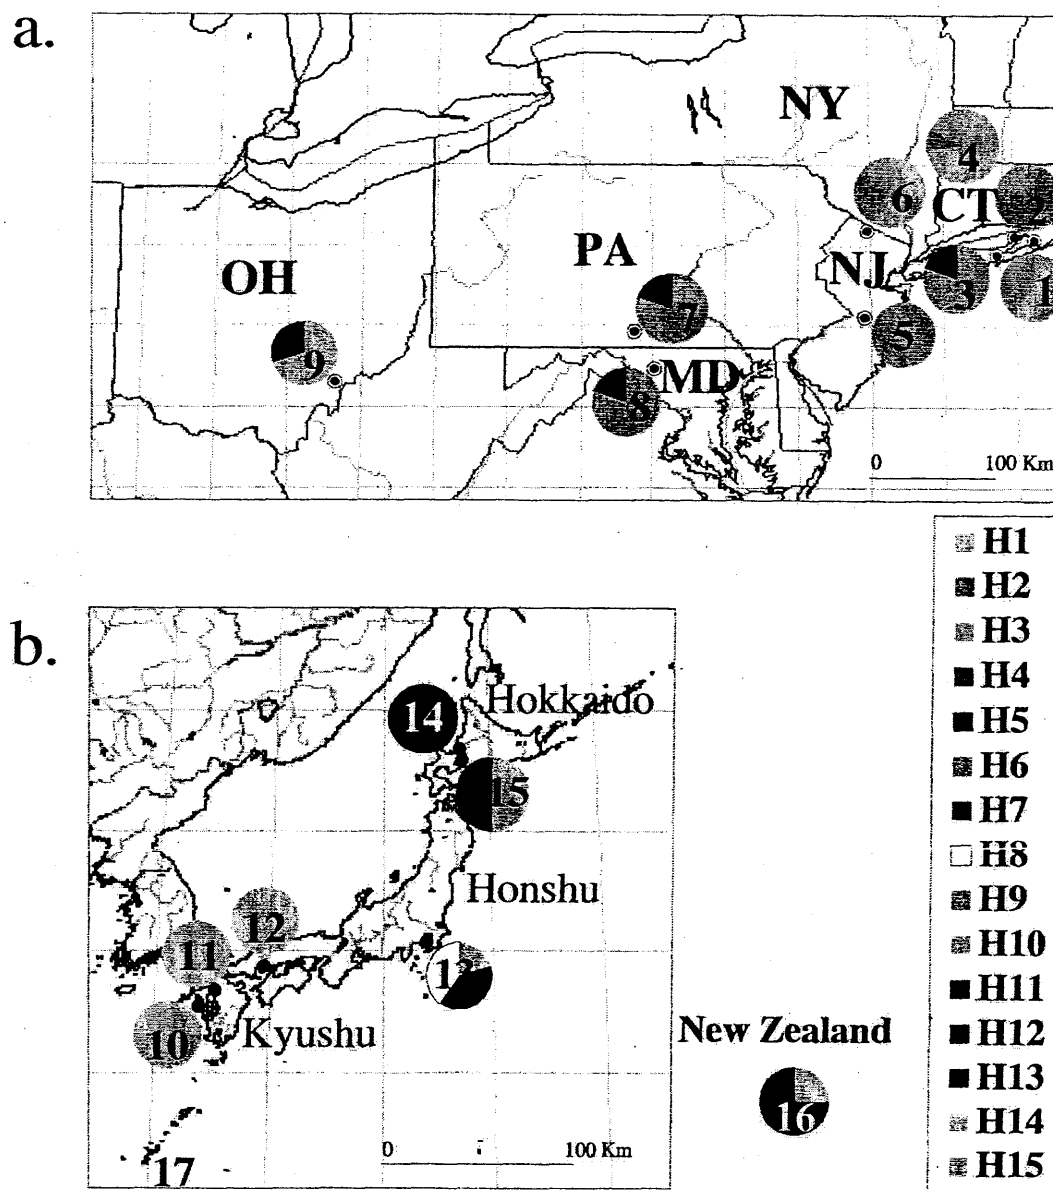 a.
NY
4
6
CT
2
PA
OH
NJ
3
1
7
5
9
MD
8
0 100 Km
H1
H2
H3
H4
H5
H6
H7
H8
H9
H10
H11
H12
H13
H14
H15
b.
Hokkaido
14
15
Honshu
12
11
13
Kyushu
10
New Zealand
16
0 100 Km
17